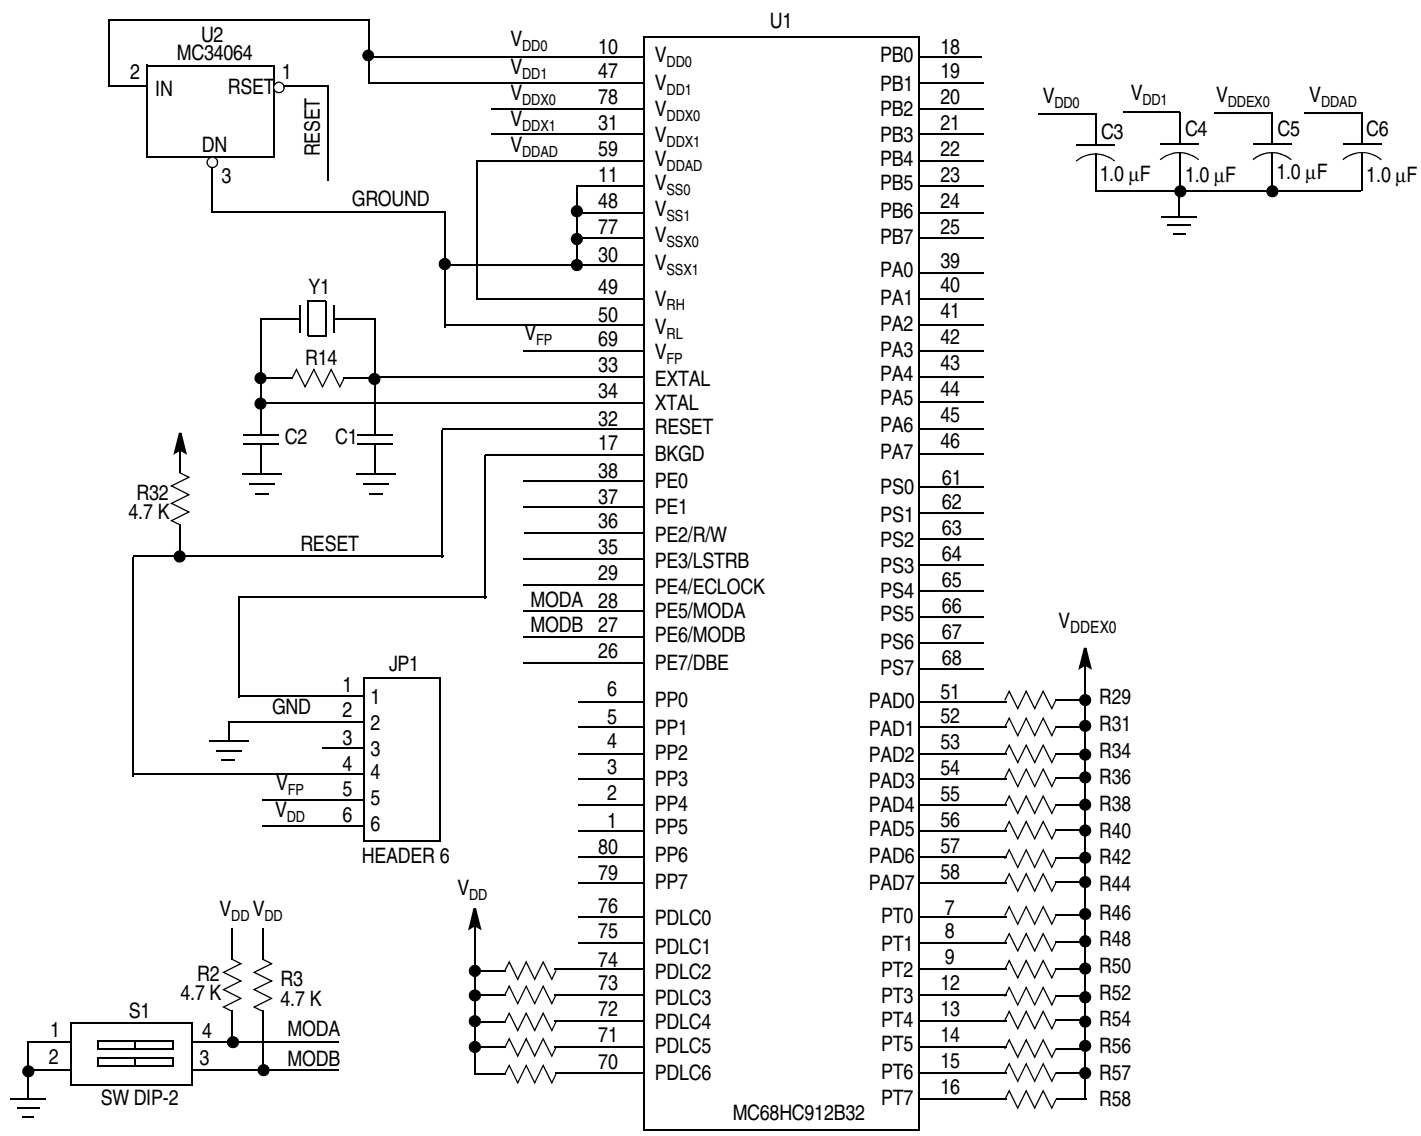 U2
MC34064
2
IN
RSET
1
DN
3
RESET
GROUND
U1
VDD0 10 VDD0
VDD1 47 VDD1
VDDX0 78 VDDX0
VDDX1 31 VDDX1
VDDAD 59 VDDAD
11 VSS0
48 VSS1
77 VSSX0
30 VSSX1
49 VRH
50 VRL
VFP 69 VFP
33 EXTAL
34 XTAL
32 RESET
17 BKGD
38 PE0
37 PE1
36 PE2/R/W
35 PE3/LSTRB
29 PE4/ECLOCK
MODA 28 PE5/MODA
MODB 27 PE6/MODB
26 PE7/DBE
6 PP0
5 PP1
4 PP2
3 PP3
2 PP4
1 PP5
80 PP6
79 PP7
76 PDLC0
75 PDLC1
74 PDLC2
73 PDLC3
72 PDLC4
71 PDLC5
70 PDLC6
VDD
PB0 18
PB1 19
PB2 20
PB3 21
PB4 22
PB5 23
PB6 24
PB7 25
PA0 39
PA1 40
PA2 41
PA3 42
PA4 43
PA5 44
PA6 45
PA7 46
PS0 61
PS1 62
PS2 63
PS3 64
PS4 65
PS5 66
PS6 67
PS7 68
VDDEX0
PAD0 51 R29
PAD1 52 R31
PAD2 53 R34
PAD3 54 R36
PAD4 55 R38
PAD5 56 R40
PAD6 57 R42
PAD7 58 R44
PT0 7 R46
PT1 8 R48
PT2 9 R50
PT3 12 R52
PT4 13 R54
PT5 14 R56
PT6 15 R57
PT7 16 R58
MC68HC912B32
VDD0 VDD1 VDDEX0 VDDAD
C3 C4 C5 C6
1.0 µF 1.0 µF 1.0 µF 1.0 µF
Y1
R14
C2 C1
R32
4.7 K
RESET
JP1
1 1
GND 2 2
3 3
4 4
VFP 5 5
VDD 6 6
HEADER 6
VDD VDD
R2 R3
4.7 K 4.7 K
S1
1 4 MODA
2 3 MODB
SW DIP-2